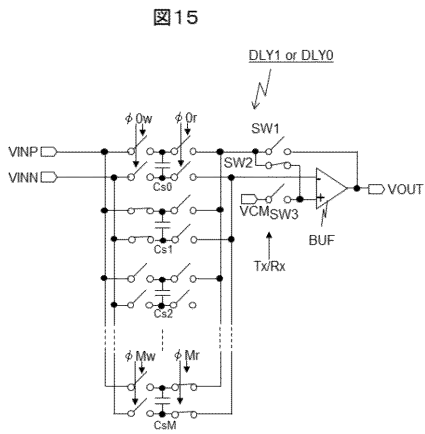 図15
DLY1 or DLY0
ϕ0w ϕ0r
SW1
VINP
SW2
VINN
Cs0
VCM
SW3
VOUT
BUF
Cs1
Tx/Rx
Cs2
ϕMw ϕMr
CsM